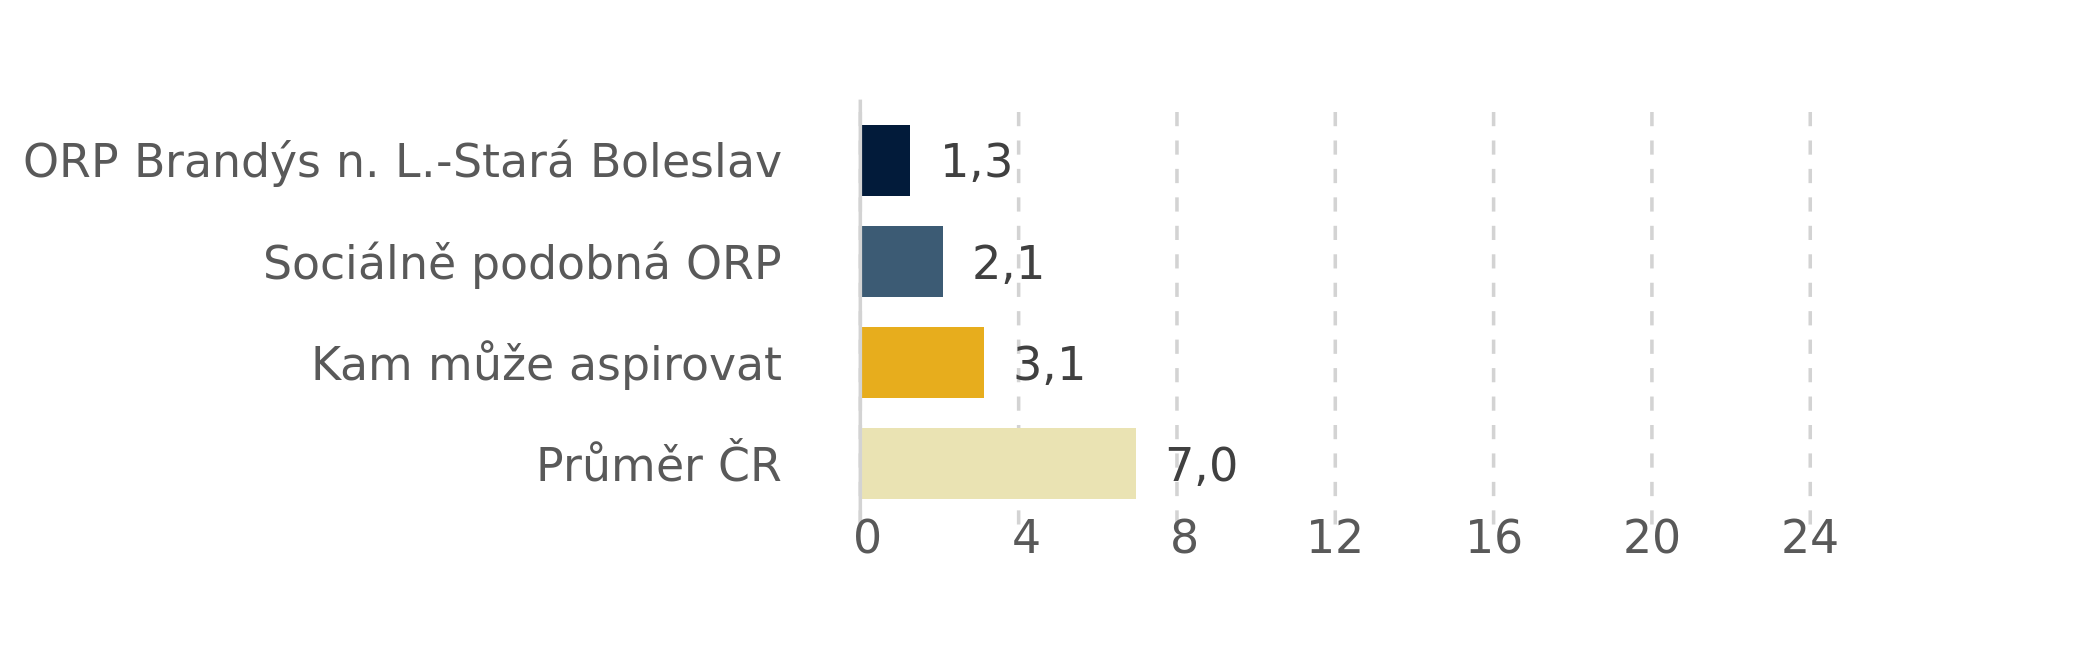 ORP Brandýs n. L.-Stará Boleslav 1,3
Sociálně podobná ORP 2,1
Kam může aspirovat 3,1
Průměr ČR 7,0
0 4 8 12 16 20 24